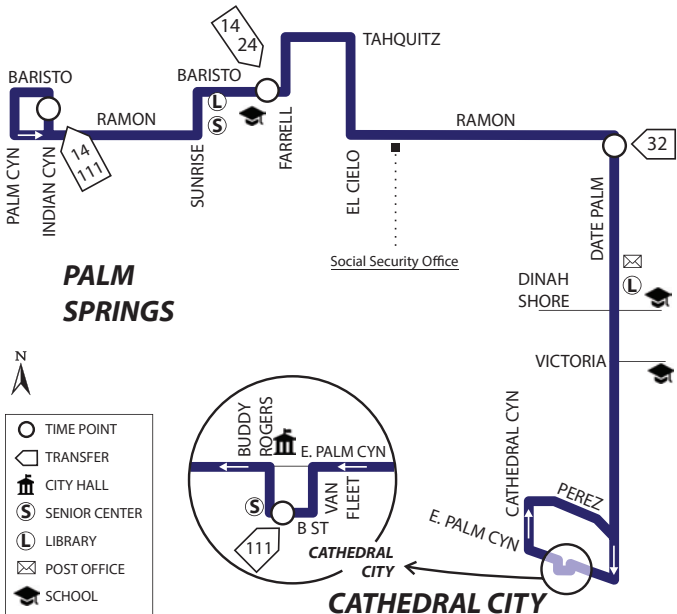 14
24
TAHQUITZ
BARISTO
BARISTO
L
S
RAMON
RAMON
32
14
111
PALM CYN
INDIAN CYN
SUNRISE
FARRELL
EL CIELO
DATE PALM
Social Security Office
PALM
SPRINGS
DINAH
SHORE
L
VICTORIA
N
TIME POINT
TRANSFER
CITY HALL
S SENIOR CENTER
L LIBRARY
POST OFFICE
SCHOOL
BUDDY
ROGERS
E. PALM CYN
VAN
FLEET
S
B ST
111
CATHEDRAL
CITY
CATHEDRAL CYN
PEREZ
E. PALM CYN
CATHEDRAL CITY